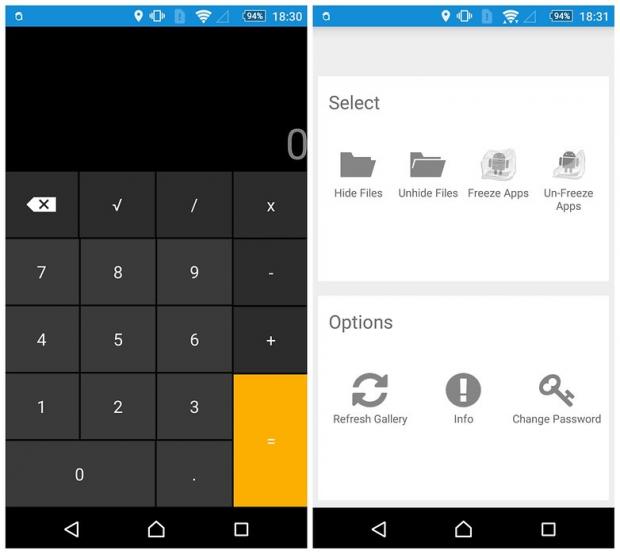 94% 18:30
0
√ / x
7 8 9 -
4 5 6 +
1 2 3
0 . =
94% 18:31
Select
Hide Files Unhide Files Freeze Apps Un-Freeze
Apps
Options
Refresh Gallery Info Change Password